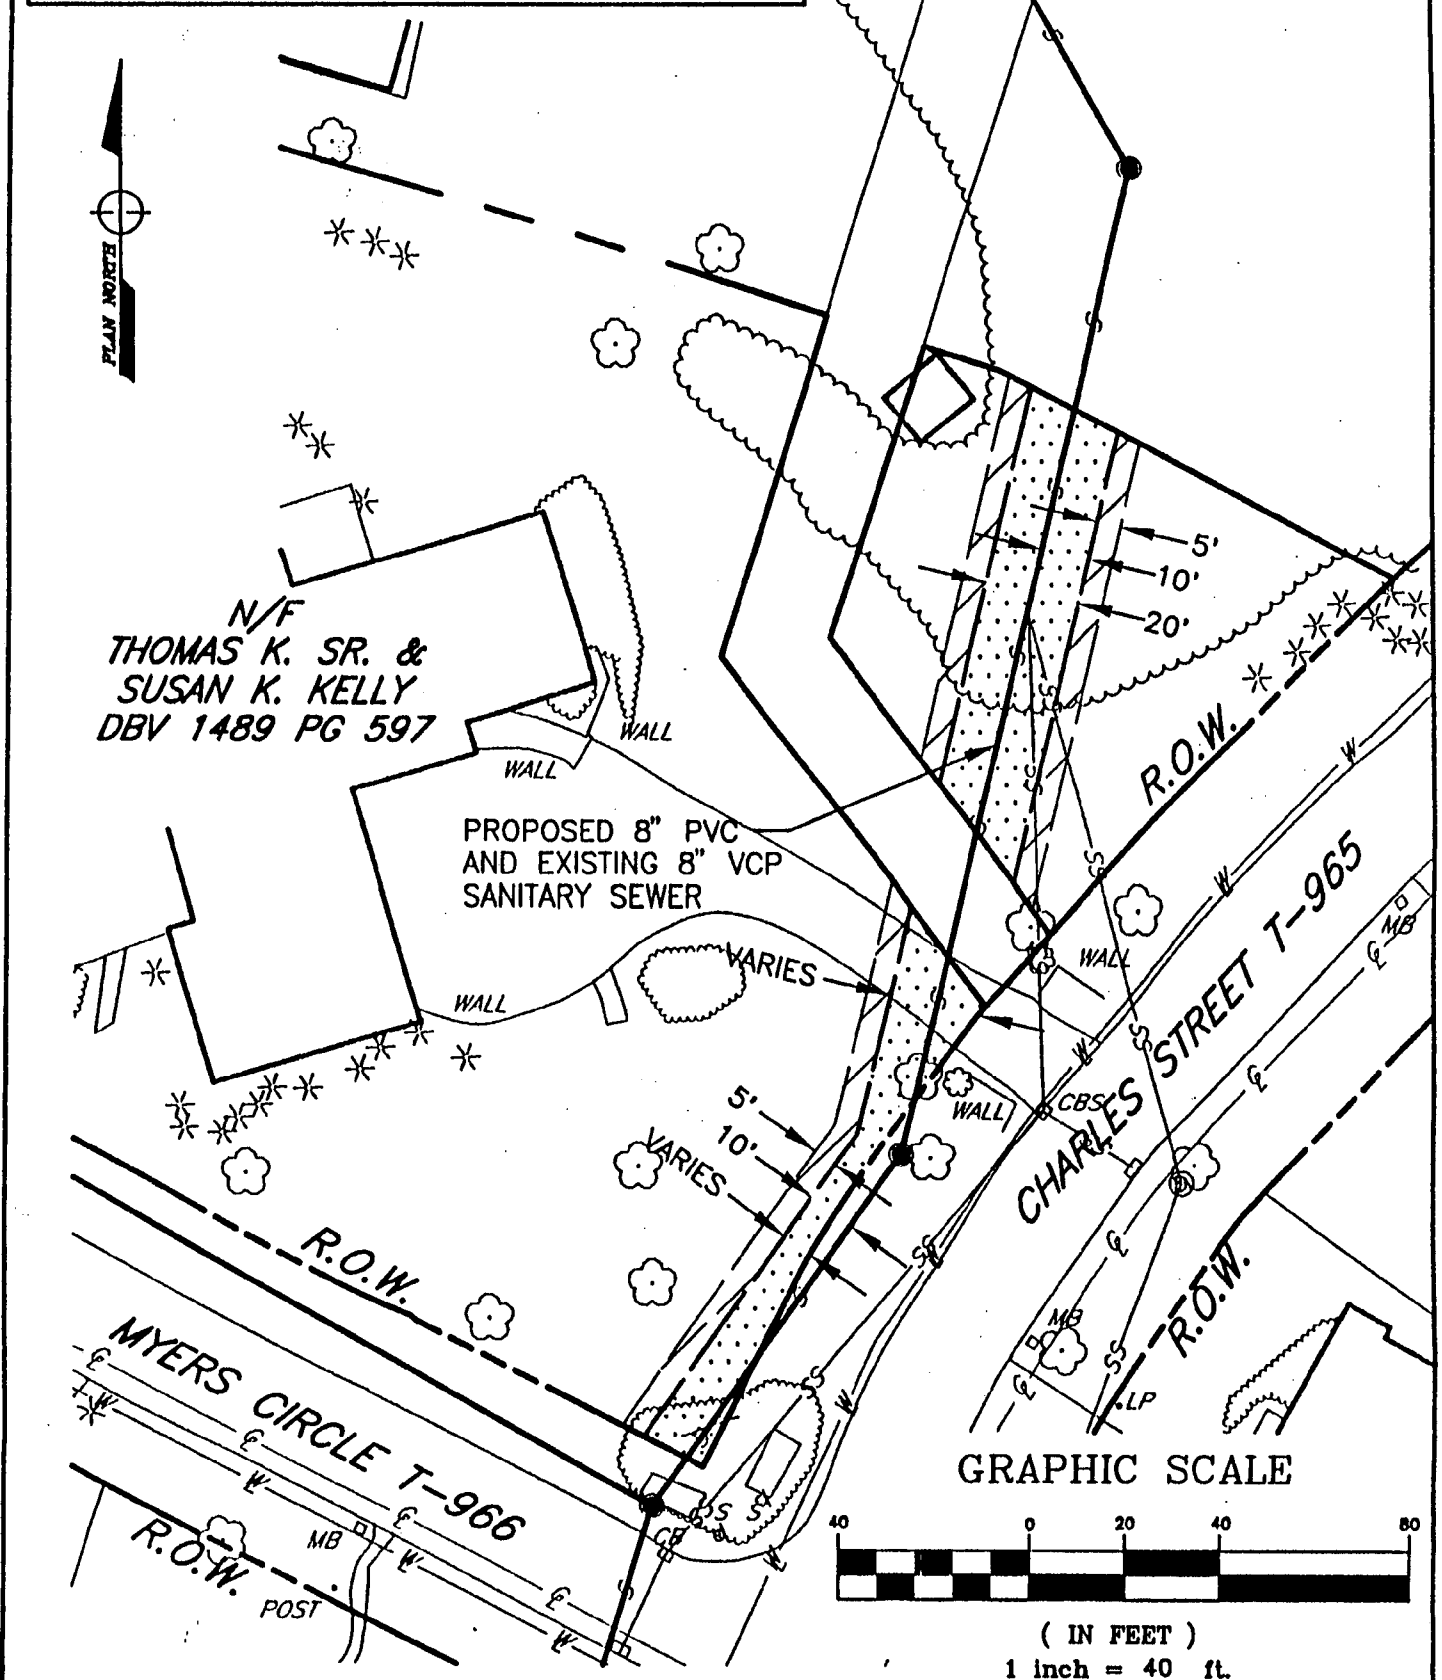 PLAN NORTH
5'
10'
20'
N/F
THOMAS K. SR. &
SUSAN K. KELLY
DBV 1489 PG 597
WALL
WALL
R.O.W.
W
PROPOSED 8" PVC
AND EXISTING 8" VCP
SANITARY SEWER
SS
W
MB
WALL
VARIES
WALL
SS
W
CHARLES STREET T-965
WALL
CBS
5'
10'
VARIES
R.O.W.
SS
W
R.O.W.
MB
SS
LP
MYERS CIRCLE T-966
W
SS
W
GRAPHIC SCALE
R.O.W.
MB
W
CB
W
POST
W
S
40 0 20 40 80
( IN FEET )
1 inch = 40 ft.